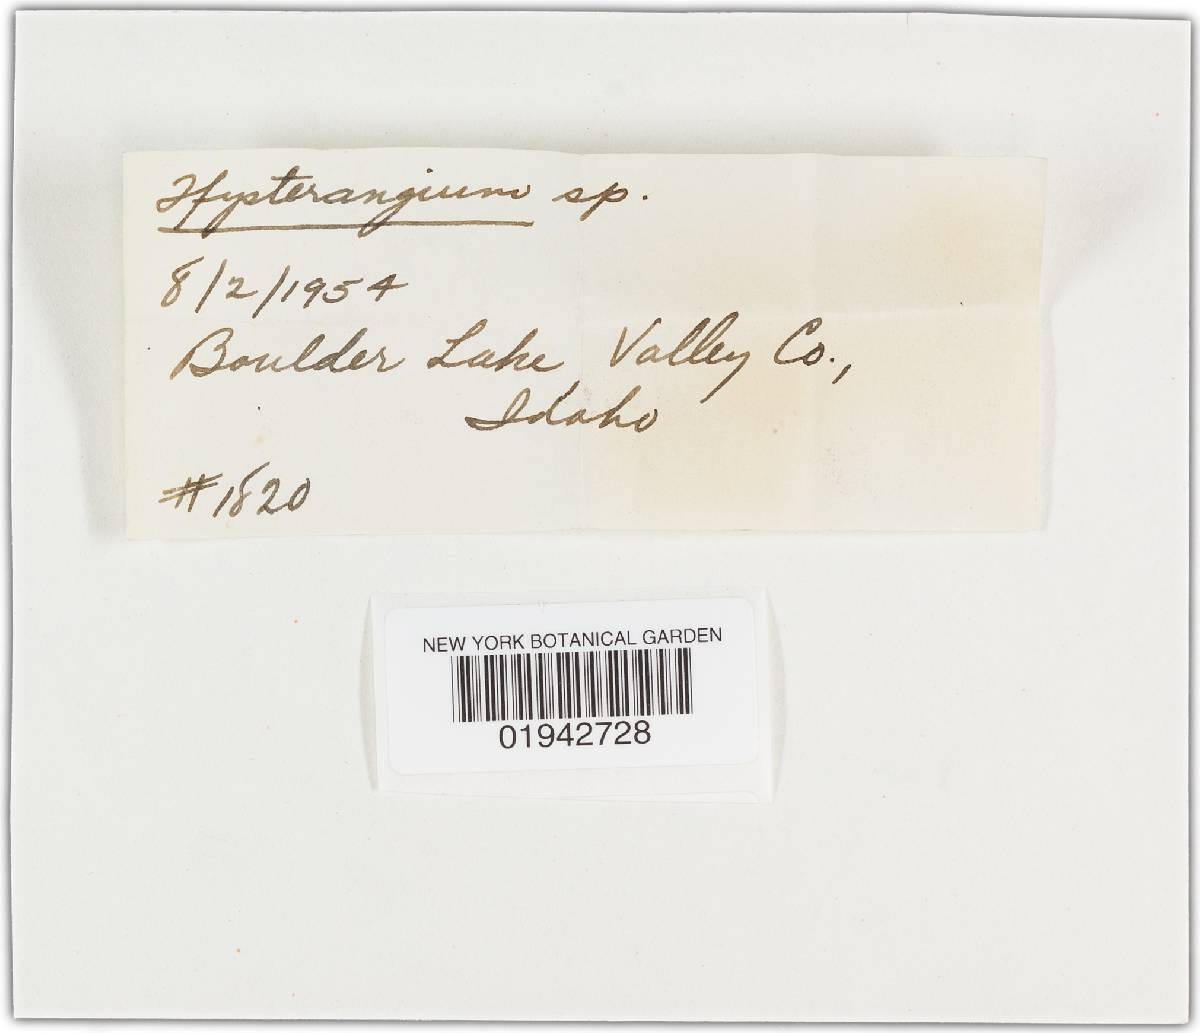 Hysterangium sp.
8/2/1954
Boulder Lake, Valley Co.,
Idaho
#1820
NEW YORK BOTANICAL GARDEN
01942728